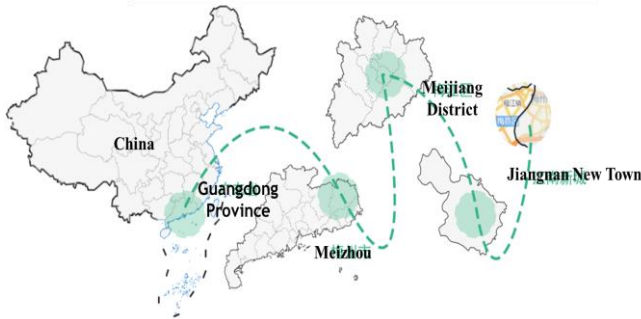 China
Guangdong
Province
Meizhou
Meijiang
District
Jiangnan New Town